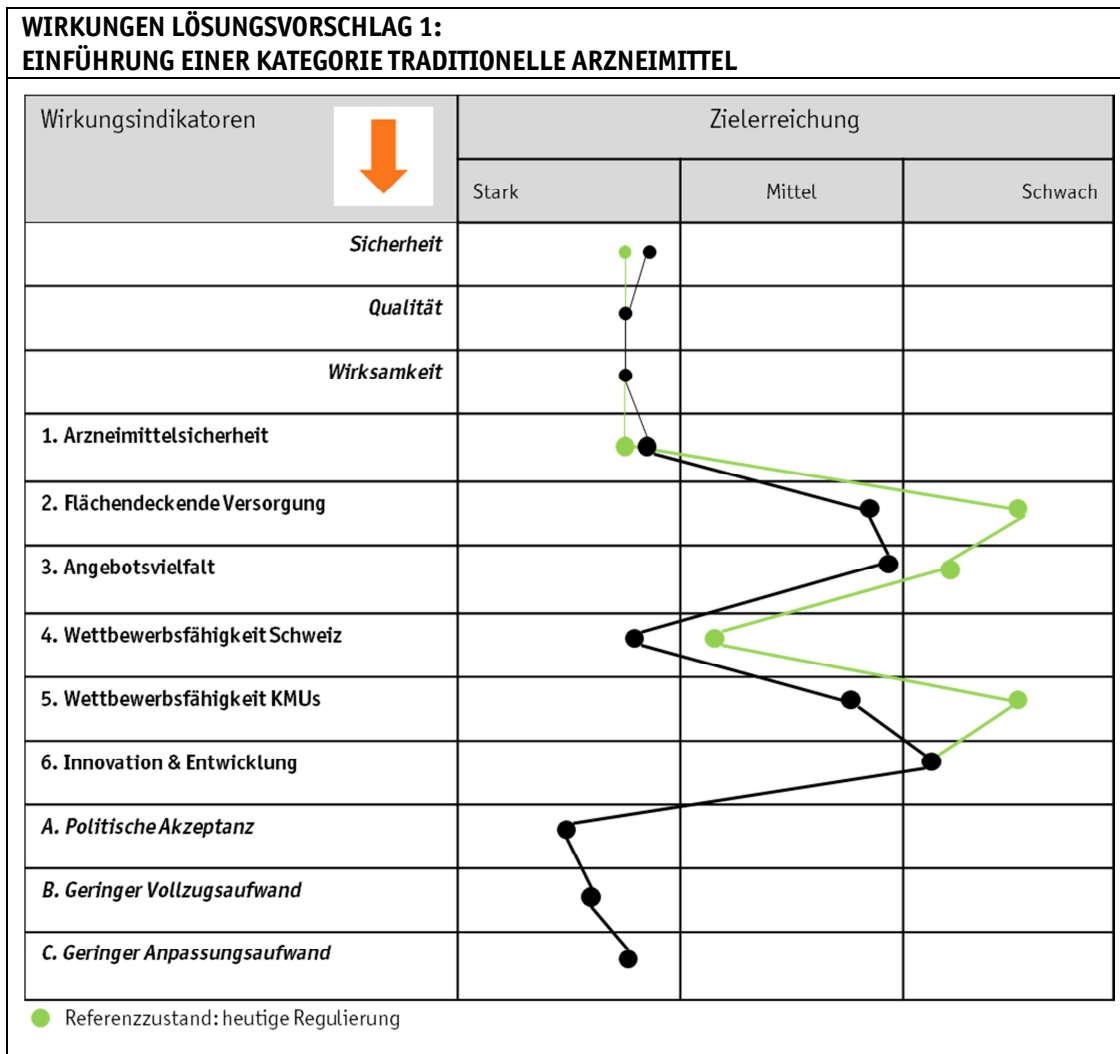 WIRKUNGEN LÖSUNGSVORSCHLAG 1:
EINFÜHRUNG EINER KATEGORIE TRADITIONELLE ARZNEIMITTEL
Wirkungsindikatoren
Zielerreichung
Stark
Mittel
Schwach
Sicherheit
Qualität
Wirksamkeit
1. Arzneimittelsicherheit
2. Flächendeckende Versorgung
3. Angebotsvielfalt
4. Wettbewerbsfähigkeit Schweiz
5. Wettbewerbsfähigkeit KMUs
6. Innovation & Entwicklung
A. Politische Akzeptanz
B. Geringer Vollzugsaufwand
C. Geringer Anpassungsaufwand
Referenzzustand: heutige Regulierung